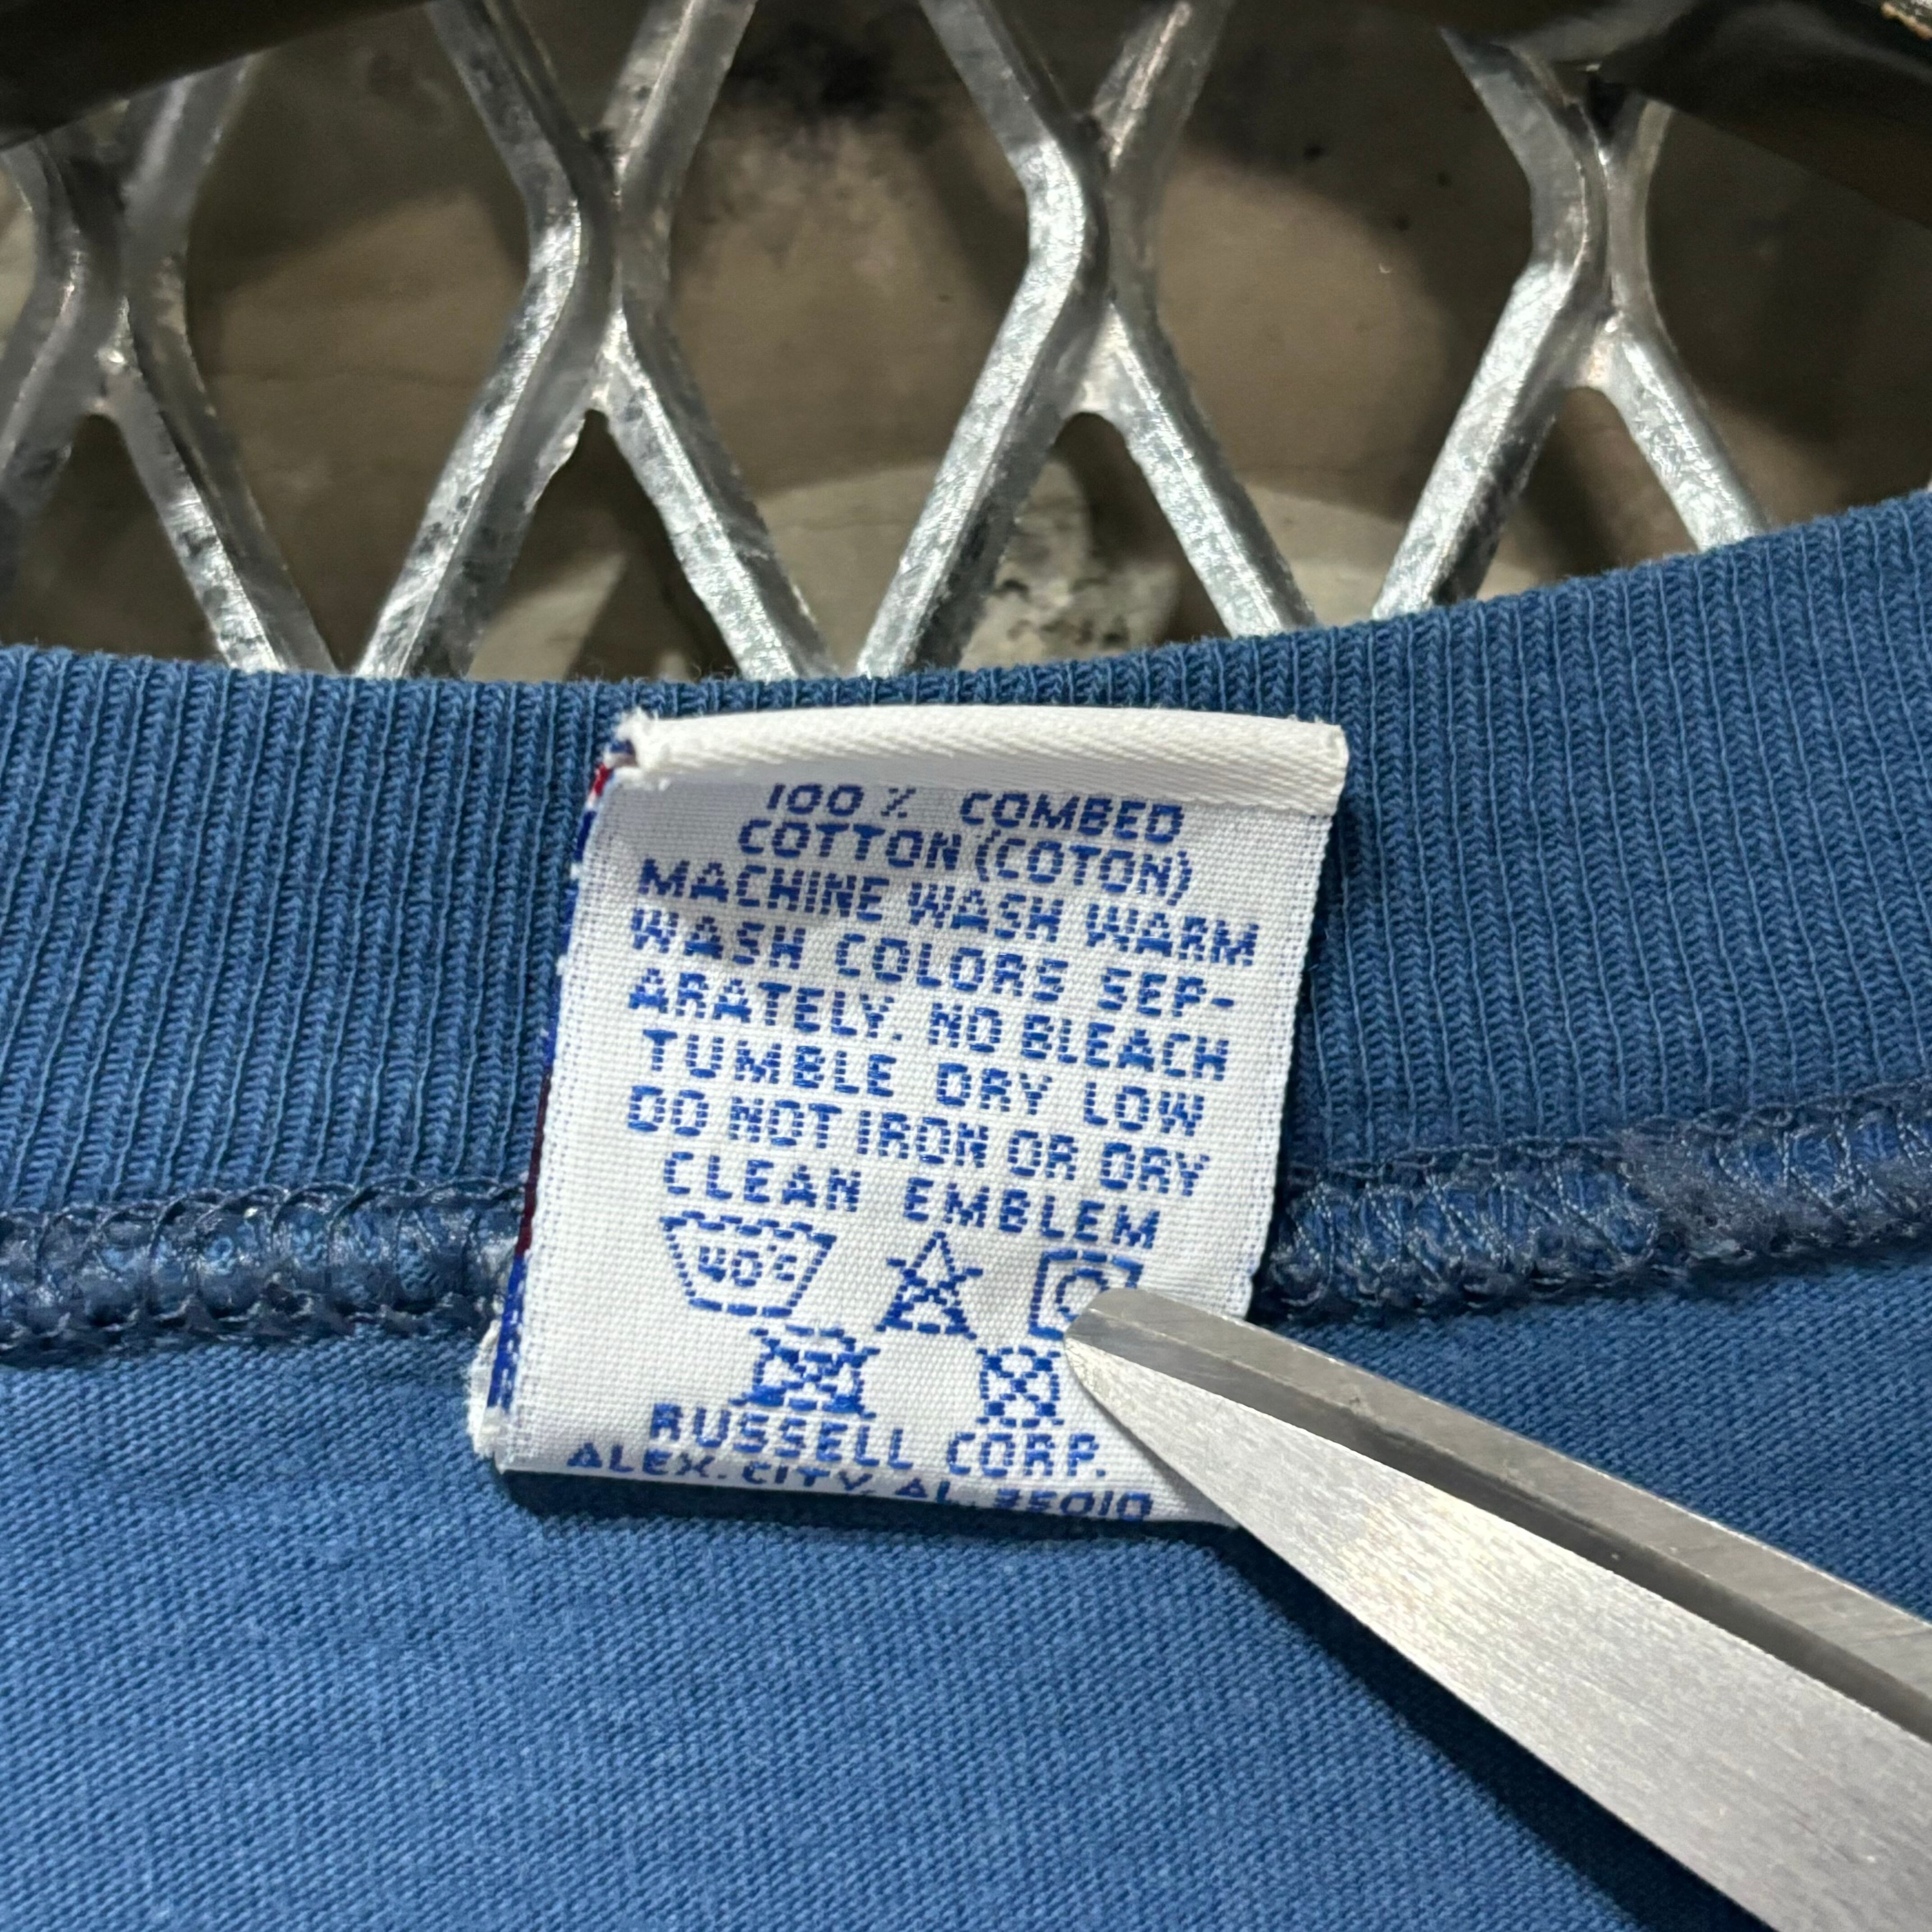 100% COMBED
COTTON (COTON)
MACHINE WASH WARM
WASH COLORS SEP-
ARATELY. NO BLEACH
TUMBLE DRY LOW
DO NOT IRON OR DRY
CLEAN EMBLEM
40°C
RUSSELL CORP.
ALEX. CITY, AL. 35010